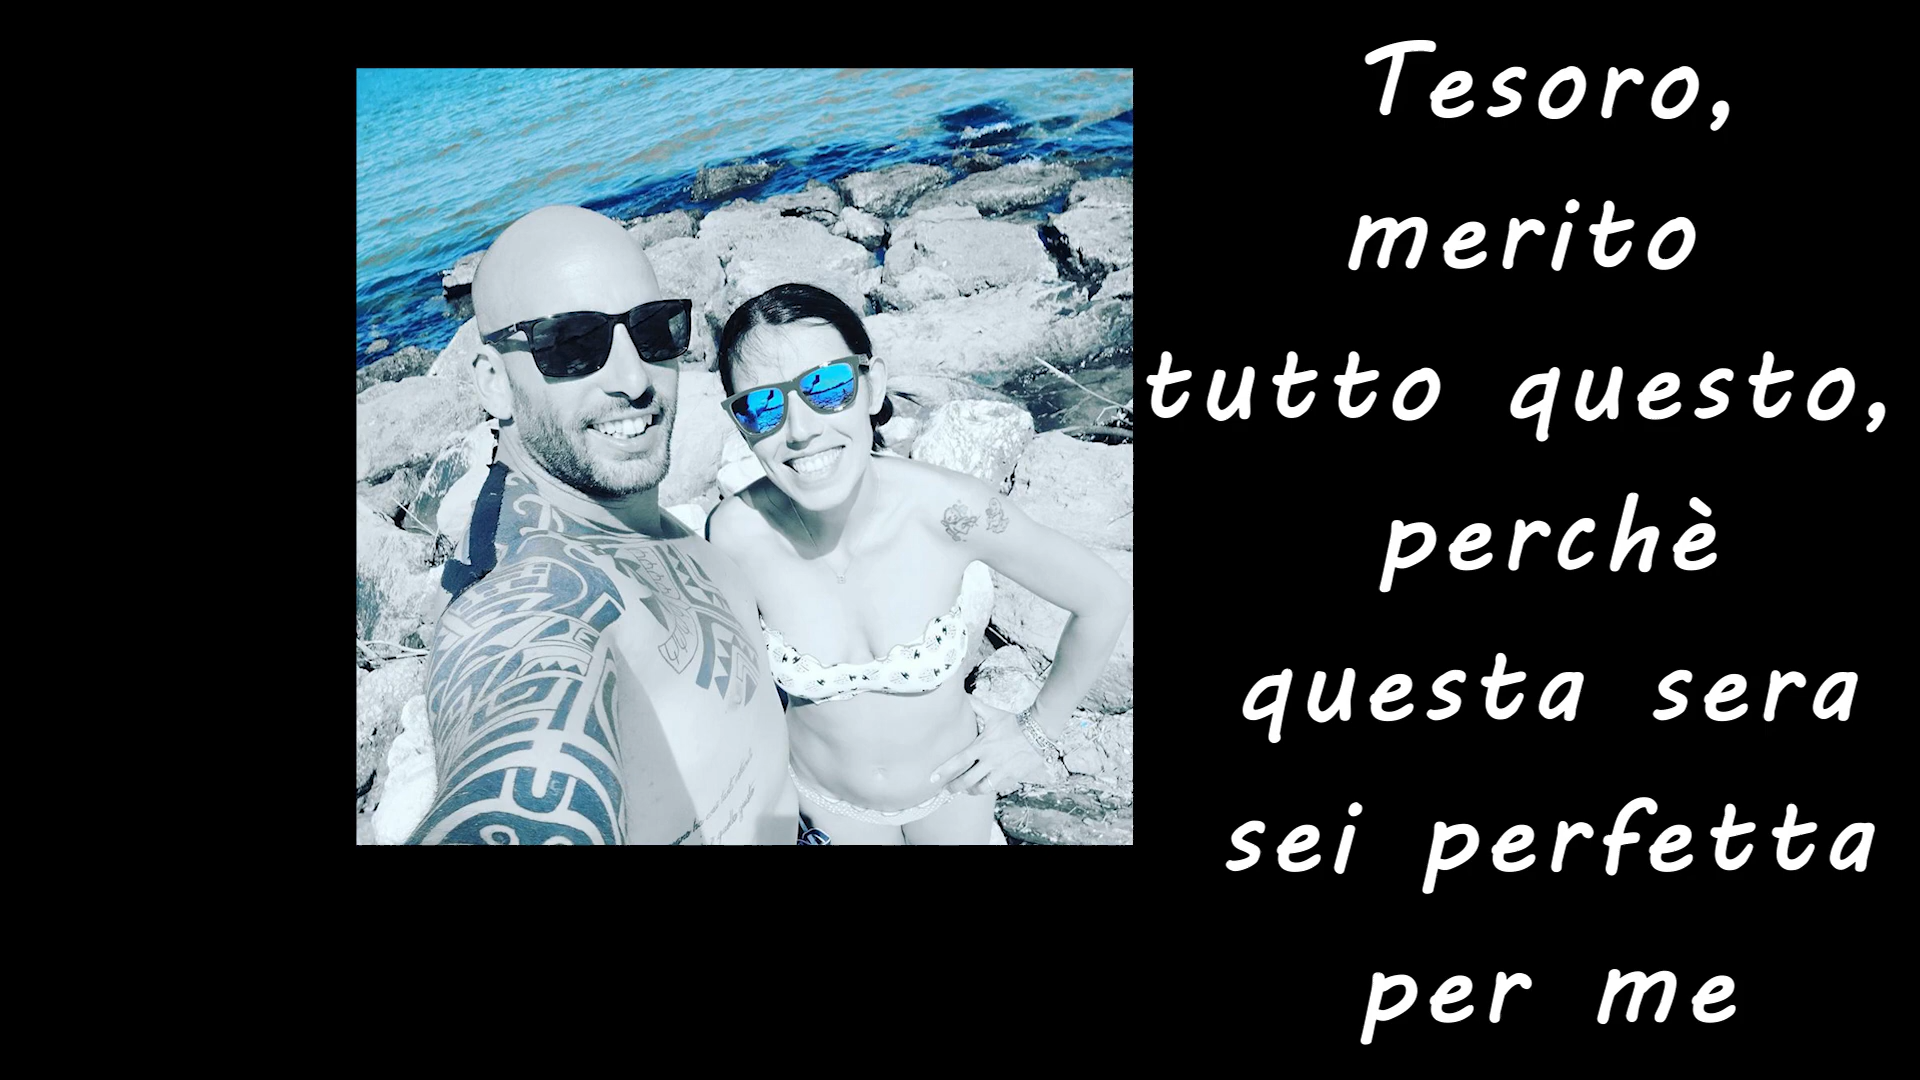 Tesoro,
merito
tutto questo,
perchè
questa sera
sei perfetta
per me